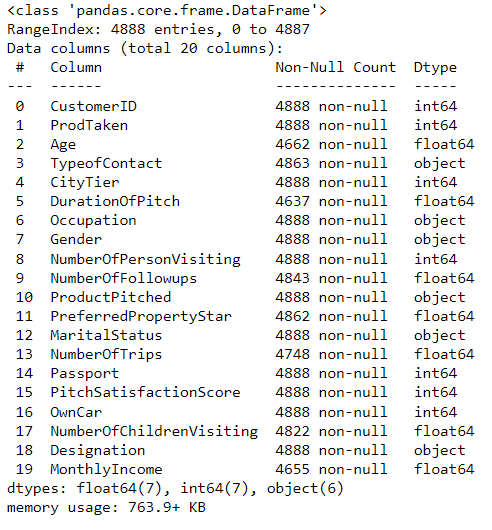 <class 'pandas.core.frame.DataFrame'>
RangeIndex: 4888 entries, 0 to 4887
Data columns (total 20 columns):
 #   Column                    Non-Null Count  Dtype
---  ------                    --------------  -----
 0   CustomerID                4888 non-null   int64
 1   ProdTaken                 4888 non-null   int64
 2   Age                       4662 non-null   float64
 3   TypeofContact             4863 non-null   object
 4   CityTier                  4888 non-null   int64
 5   DurationOfPitch           4637 non-null   float64
 6   Occupation                4888 non-null   object
 7   Gender                    4888 non-null   object
 8   NumberOfPersonVisiting    4888 non-null   int64
 9   NumberOfFollowups         4843 non-null   float64
 10  ProductPitched            4888 non-null   object
 11  PreferredPropertyStar     4862 non-null   float64
 12  MaritalStatus             4888 non-null   object
 13  NumberOfTrips             4748 non-null   float64
 14  Passport                  4888 non-null   int64
 15  PitchSatisfactionScore    4888 non-null   int64
 16  OwnCar                    4888 non-null   int64
 17  NumberOfChildrenVisiting  4822 non-null   float64
 18  Designation               4888 non-null   object
 19  MonthlyIncome             4655 non-null   float64
dtypes: float64(7), int64(7), object(6)
memory usage: 763.9+ KB